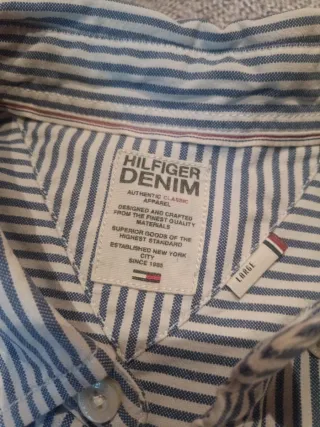 HILFIGER
DENIM
AUTHENTIC CLASSIC
APPAREL
DESIGNED AND CRAFTED
FROM THE FINEST QUALITY
MATERIALS
SUPERIOR GOODS OF THE
HIGHEST STANDARD
ESTABLISHED NEW YORK
CITY
SINCE 1985
LARGE